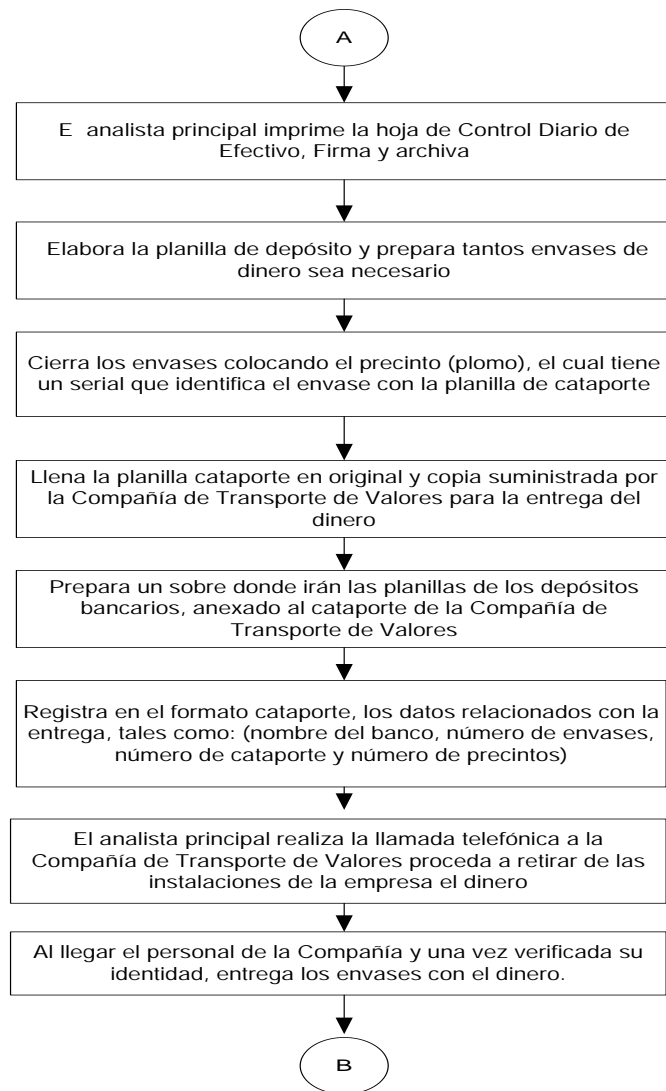 A
E analista principal imprime la hoja de Control Diario de
Efectivo, Firma y archiva
Elabora la planilla de depósito y prepara tantos envases de
dinero sea necesario
Cierra los envases colocando el precinto (plomo), el cual tiene
un serial que identifica el envase con la planilla de cataporte
Llena la planilla cataporte en original y copia suministrada por
la Compañía de Transporte de Valores para la entrega del
dinero
Prepara un sobre donde irán las planillas de los depósitos
bancarios, anexado al cataporte de la Compañía de
Transporte de Valores
Registra en el formato cataporte, los datos relacionados con la
entrega, tales como: (nombre del banco, número de envases,
número de cataporte y número de precintos)
El analista principal realiza la llamada telefónica a la
Compañía de Transporte de Valores proceda a retirar de las
instalaciones de la empresa el dinero
Al llegar el personal de la Compañía y una vez verificada su
identidad, entrega los envases con el dinero.
B